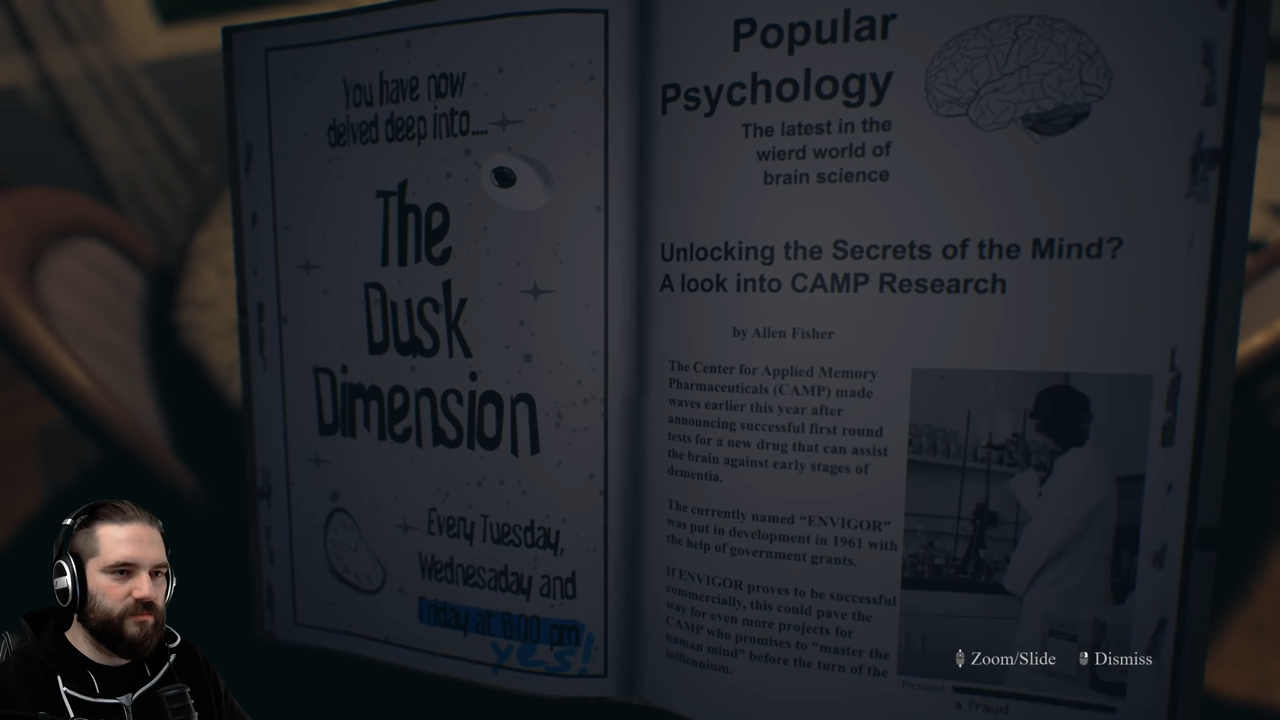 You have now
delved deep into....
The
Dusk
Dimension
Every Tuesday,
Wednesaday and
Friday at 6:00 pm
yes!
Popular
Psychology
The latest in the
wierd world of
brain science
Unlocking the Secrets of the Mind?
A look into CAMP Research
by Allen Fisher
The Center for Applied Memory
Pharmaceuticals (CAMP) made
waves earlier this year after
announcing successful first round
tests for a new drug that can assist
the brain against early stages of
dementia.
The currently named “ENVIGOR”
was put in development in 1961 with
the help of government grants.
If ENVIGOR proves to be successful
commercially, this could pave the
way for even more projects for
CAMP who promises to “master the
human mind” before the turn of the
millennium.
Pictured:
a fraud
Zoom/Slide
Dismiss